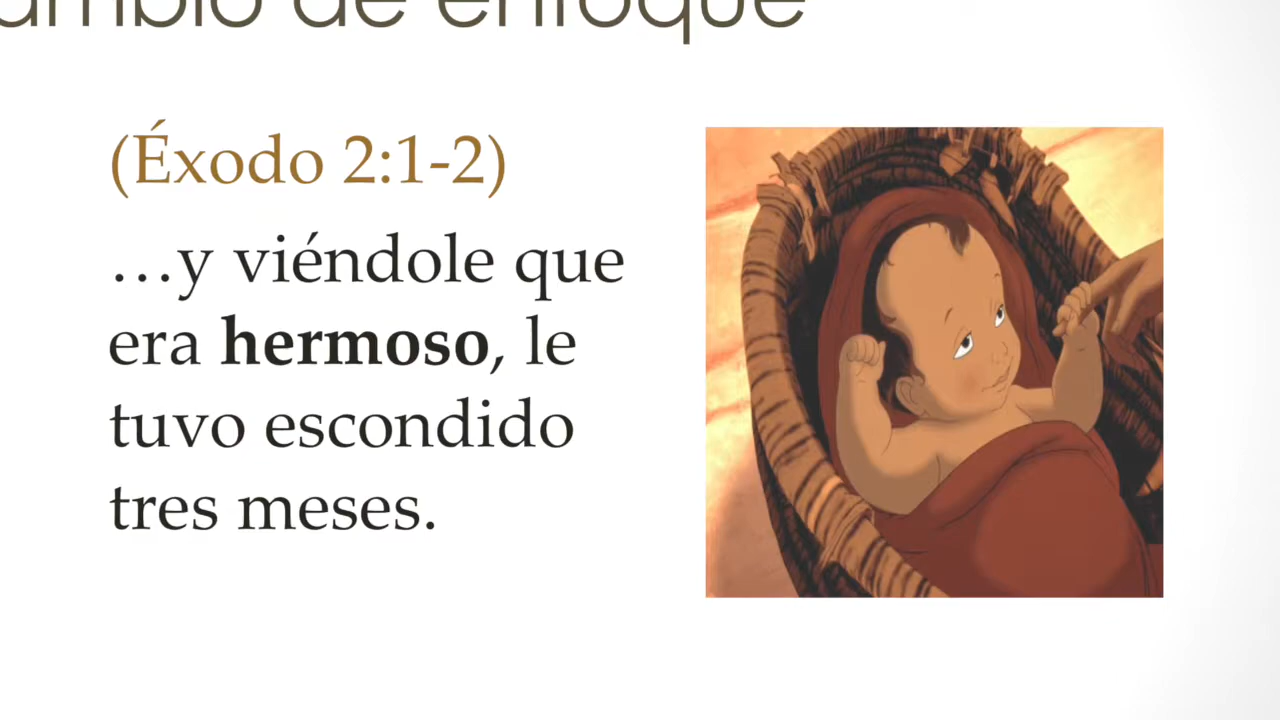 ambio de enfoque
(Éxodo 2:1-2)
…y viéndole que
era hermoso, le
tuvo escondido
tres meses.